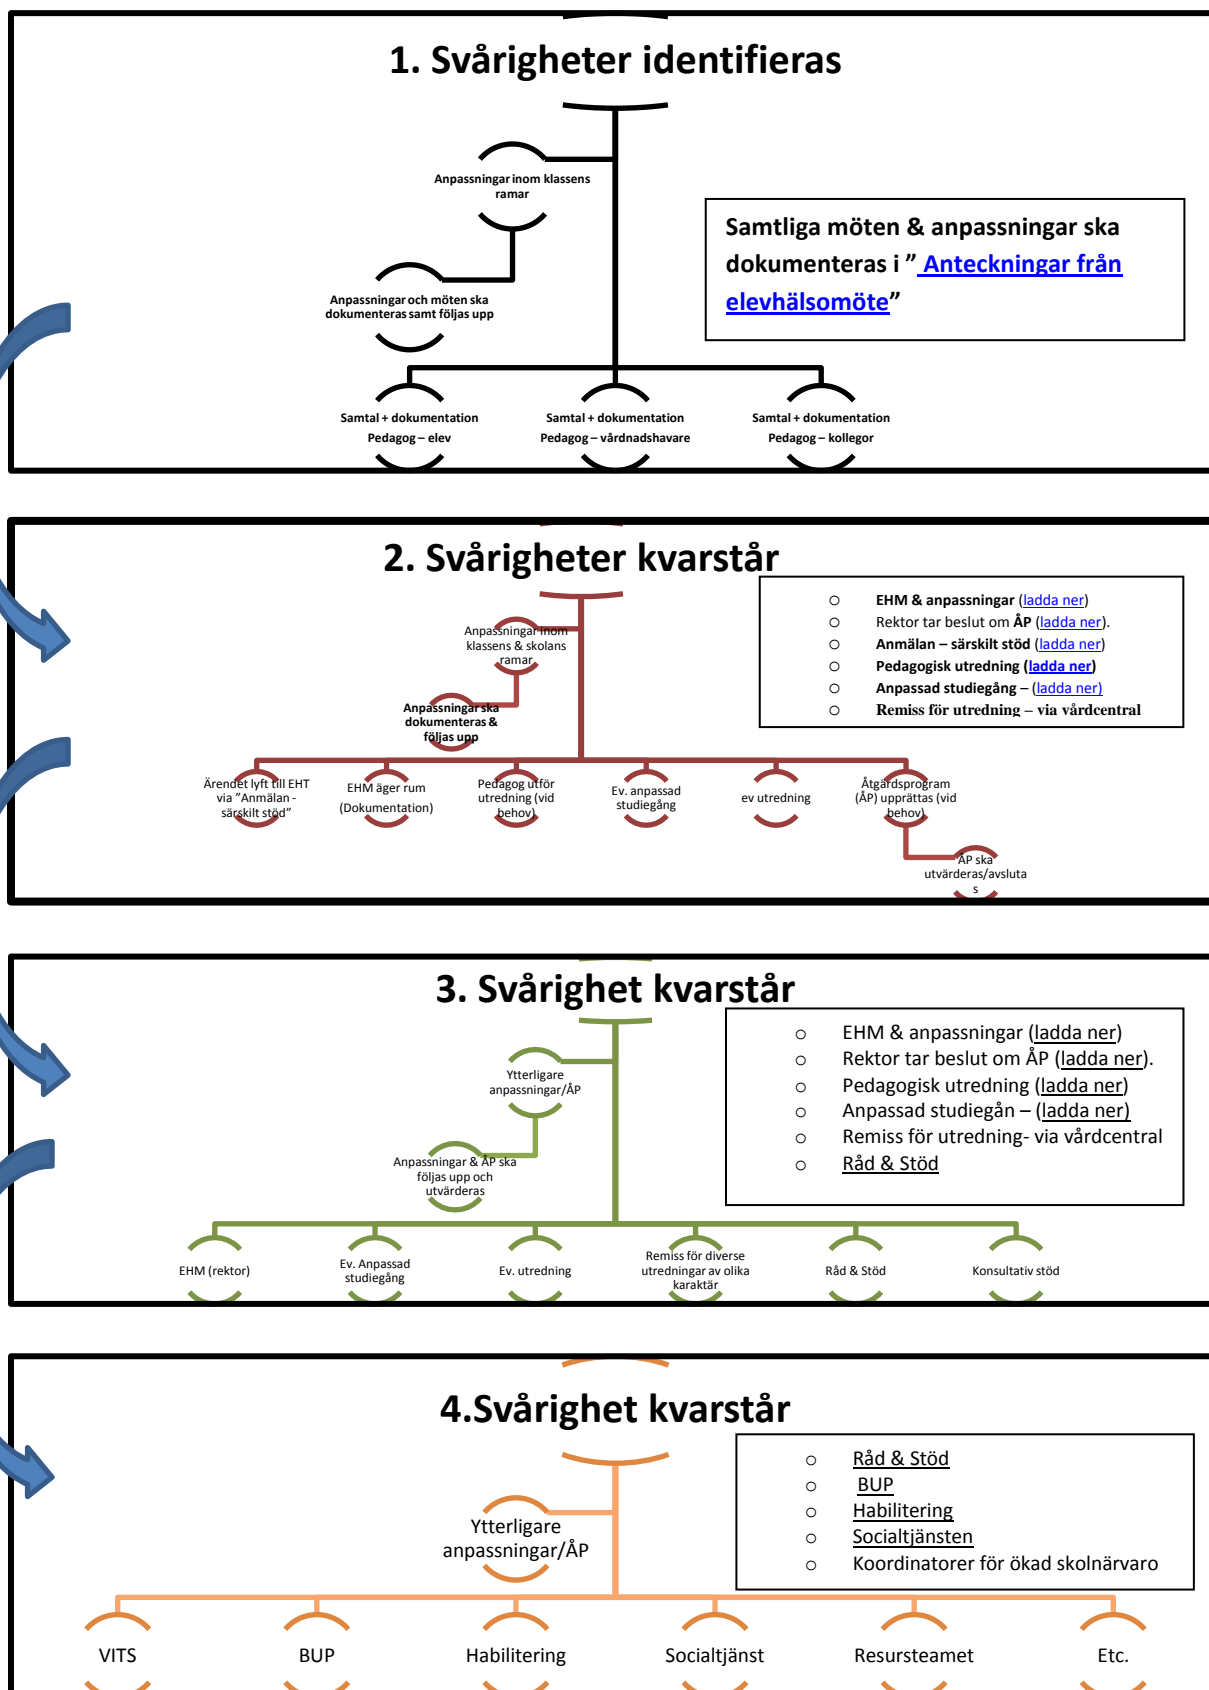 1. Svårigheter identifieras
Anpassningar inom klassens
ramar
Anpassningar och möten ska
dokumenteras samt följas upp
Samtliga möten & anpassningar ska
dokumenteras i ” Anteckningar från
elevhälsomöte”
Samtal + dokumentation
Pedagog – elev
Samtal + dokumentation
Pedagog – vårdnadshavare
Samtal + dokumentation
Pedagog – kollegor
2. Svårigheter kvarstår
Anpassningar inom
klassens & skolans
ramar
Anpassningar ska
dokumenteras &
följas upp
o EHM & anpassningar (ladda ner)
o Rektor tar beslut om ÅP (ladda ner).
o Anmälan – särskilt stöd (ladda ner)
o Pedagogisk utredning (ladda ner)
o Anpassad studiegång – (ladda ner)
o Remiss för utredning – via vårdcentral
Ärendet lyft till EHT
via ”Anmälan -
särskilt stöd”
EHM äger rum
(Dokumentation)
Pedagog utför
utredning (vid
behov)
Ev. anpassad
studiegång
ev utredning
Åtgärdsprogram
(ÅP) upprättas (vid
behov)
ÅP ska
utvärderas/avsluta
s
3. Svårighet kvarstår
Ytterligare
anpassningar/ÅP
Anpassningar & ÅP ska
följas upp och
utvärderas
o EHM & anpassningar (ladda ner)
o Rektor tar beslut om ÅP (ladda ner).
o Pedagogisk utredning (ladda ner)
o Anpassad studiegån – (ladda ner)
o Remiss för utredning- via vårdcentral
o Råd & Stöd
EHM (rektor)
Ev. Anpassad
studiegång
Ev. utredning
Remiss för diverse
utredningar av olika
karaktär
Råd & Stöd
Konsultativ stöd
4.Svårighet kvarstår
Ytterligare
anpassningar/ÅP
o Råd & Stöd
o BUP
o Habilitering
o Socialtjänsten
o Koordinatorer för ökad skolnärvaro
VITS
BUP
Habilitering
Socialtjänst
Resursteamet
Etc.